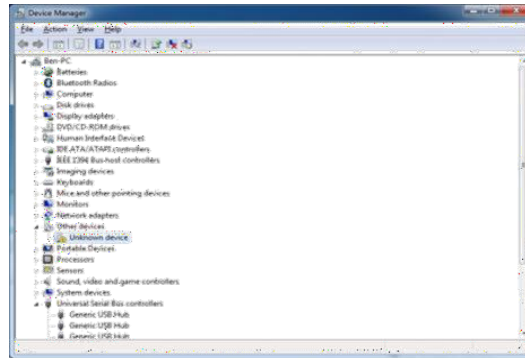 Device Manager
File Action View Help
Ben-PC
Batteries
Bluetooth Radios
Computer
Disk drives
Display adapters
DVD/CD-ROM drives
Human Interface Devices
IDE ATA/ATAPI controllers
IEEE 1394 Bus host controllers
Imaging devices
Keyboards
Mice and other pointing devices
Monitors
Network adapters
Other devices
Unknown device
Portable Devices
Processors
Sensors
Sound, video and game controllers
System devices
Universal Serial Bus controllers
Generic USB Hub
Generic USB Hub
Generic USB Hub